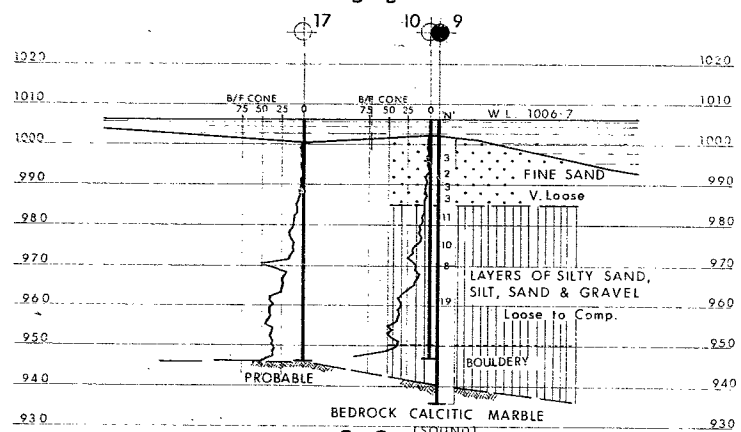 17 10 9
1020 1020
B/F CONE B/F CONE
1010 75 50 25 0 75 50 25 0 N' W.L. 1006.7 1010
1000 1000
3
2 FINE SAND
990 3 990
3 V. Loose
980 11 980
10
970 8 970
LAYERS OF SILTY SAND,
SILT, SAND & GRAVEL
960 19 960
Loose to Comp.
950 950
BOULDERY
PROBABLE
940 940
BEDROCK CALCITIC MARBLE
930 [SOUND] 930